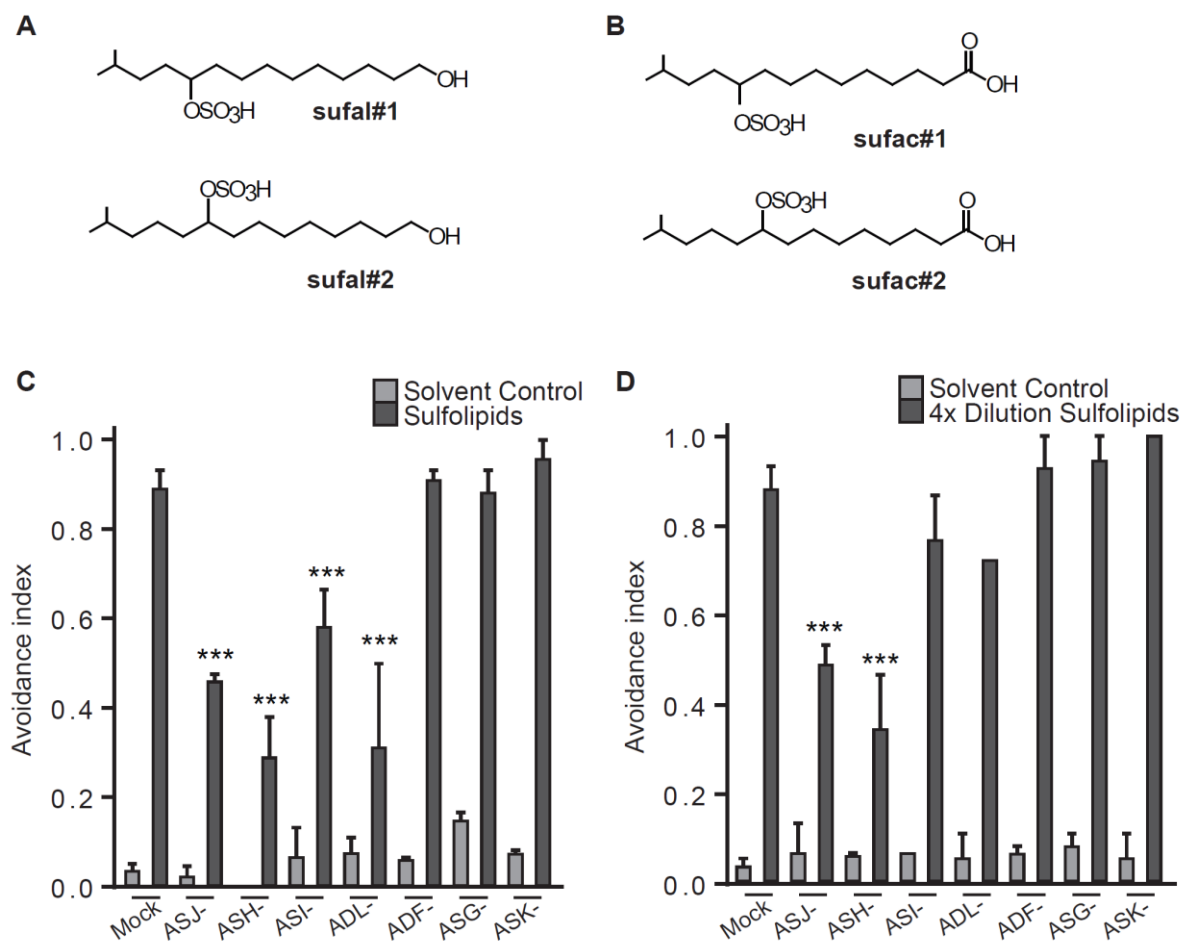 A
OH
OSO3H
sufal#1
OSO3H
OH
sufal#2
B
O
OH
OSO3H
sufac#1
OSO3H
O
OH
sufac#2
C
Solvent Control
Sulfolipids
1.0
0.8
0.6
0.4
0.2
0.0
Avoidance index
***
***
***
***
Mock
ASJ-
ASH-
ASI-
ADL-
ADF-
ASG-
ASK-
D
Solvent Control
4x Dilution Sulfolipids
1.0
0.8
0.6
0.4
0.2
0.0
Avoidance index
***
***
Mock
ASJ-
ASH-
ASI-
ADL-
ADF-
ASG-
ASK-